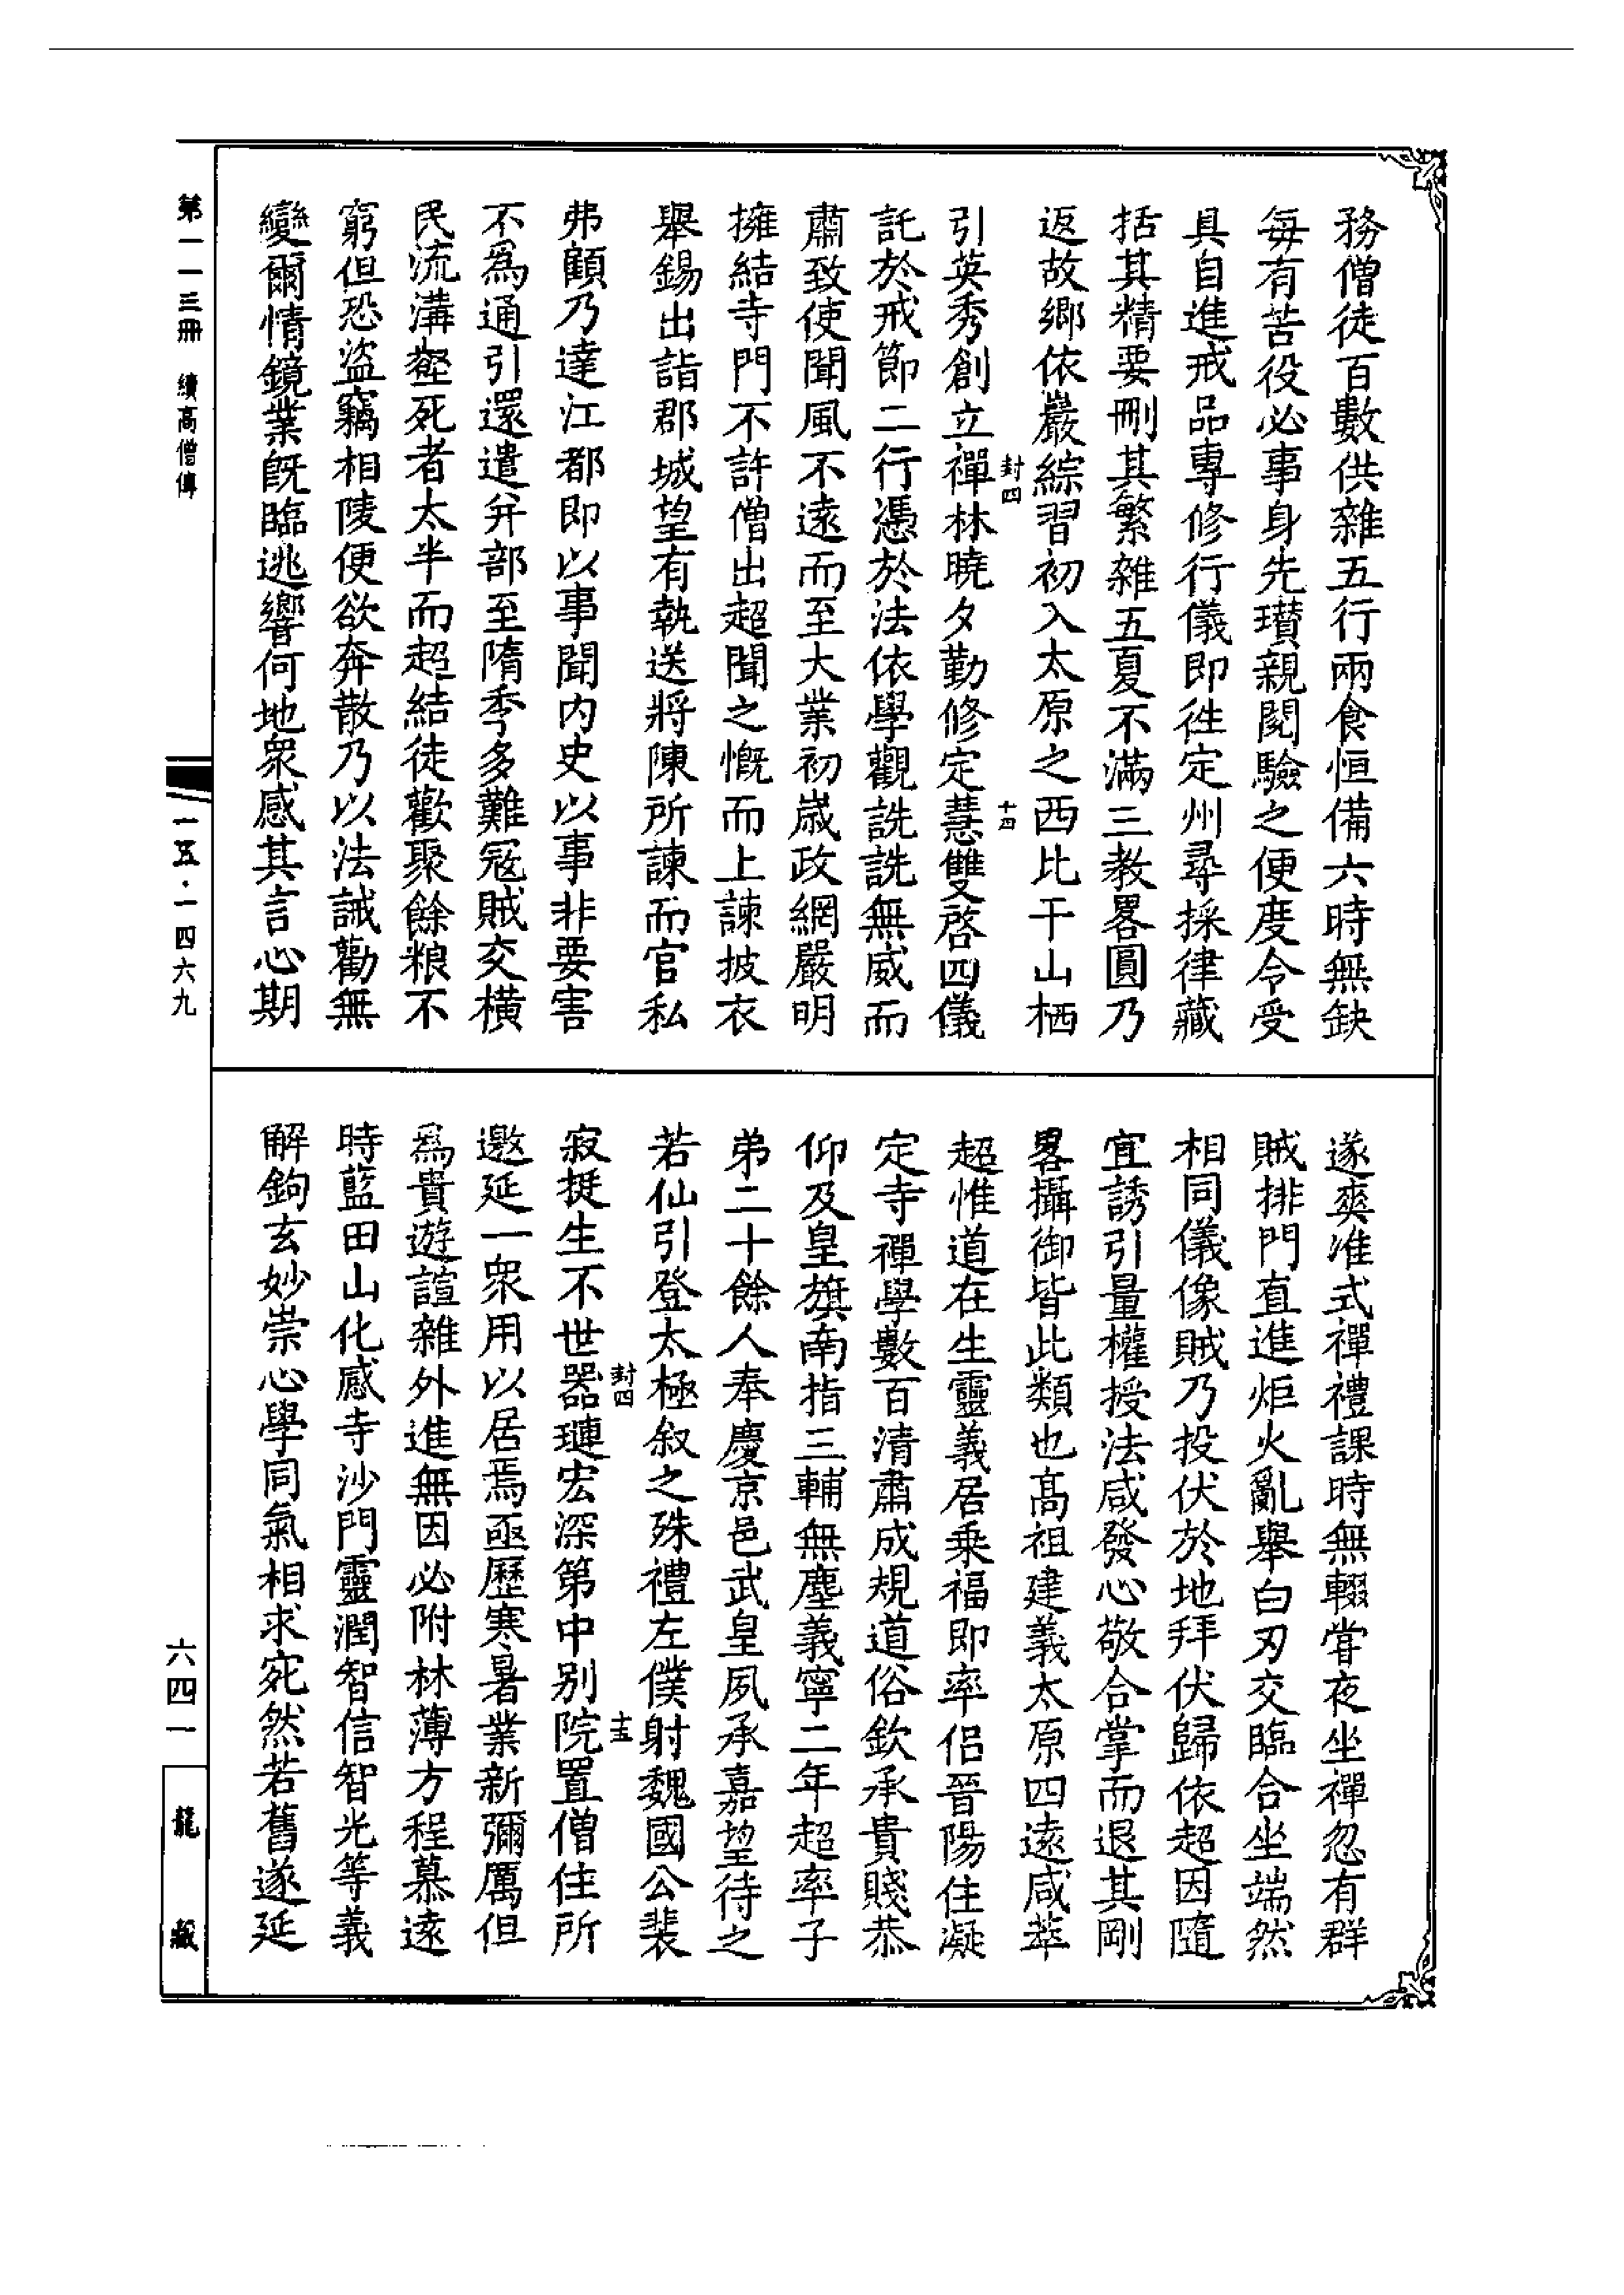 務僧徒百數供雜五行兩食恒備六時無缺
每有苦役必事身先瓚親閱驗之便度令受
具自進戒品專修行儀即徃定州尋採律藏
括其精要刪其繁雜五夏不滿三教畧圓乃
返故鄉依巖綜習初入太原之西比干山栖
封四
十四
引英秀創立禪林曉夕勤修定慧雙啓四儀
託於戒節二行憑於法依學觀詵詵無威而
肅致使聞風不遠而至大業初歲政網嚴明
擁結寺門不許僧出超聞之慨而上諫披衣
舉錫出詣郡城望有執送將陳所諫而官私
弗顧乃達江都即以事聞内史以事非要害
不爲通引還遣弁部至隋季多難冦賊交橫
民流溝壑死者太半而超結徒歡聚餘粮不
窮但恐盜竊相陵便欲奔散乃以法誡勸無
變爾情鏡業旣臨逃響何地衆感其言心期
遂爽准式禪禮課時無輟甞夜坐禪忽有群
賊排門直進炬火亂舉白刃交臨合坐端然
相同儀像賊乃投伏於地拜伏歸依超因隨
宜誘引量權授法咸發心敬合掌而退其剛
畧攝御皆此類也髙祖建義太原四遠咸萃
超惟道在生靈義居乗福即率侣晉陽住凝
定寺禪學數百清肅成規道俗欽承貴賤恭
仰及皇旗南指三輔無塵義寧二年超率子
弟二十餘人奉慶京邑武皇夙承嘉望待之
若仙引登太極叙之殊禮左僕射魏國公裴
封四
十五
寂挺生不世器璉宏深第中别院置僧住所
邀延一衆用以居焉亟歷寒暑業新彌厲但
爲貴遊諠雜外進無因必附林薄方程慕遠
時藍田山化感寺沙門靈潤智信智光等義
解鉤玄妙崇心學同氣相求宛然若舊遂延
第一一三冊　續高僧傳
一五・一四六九
六四一
龍藏